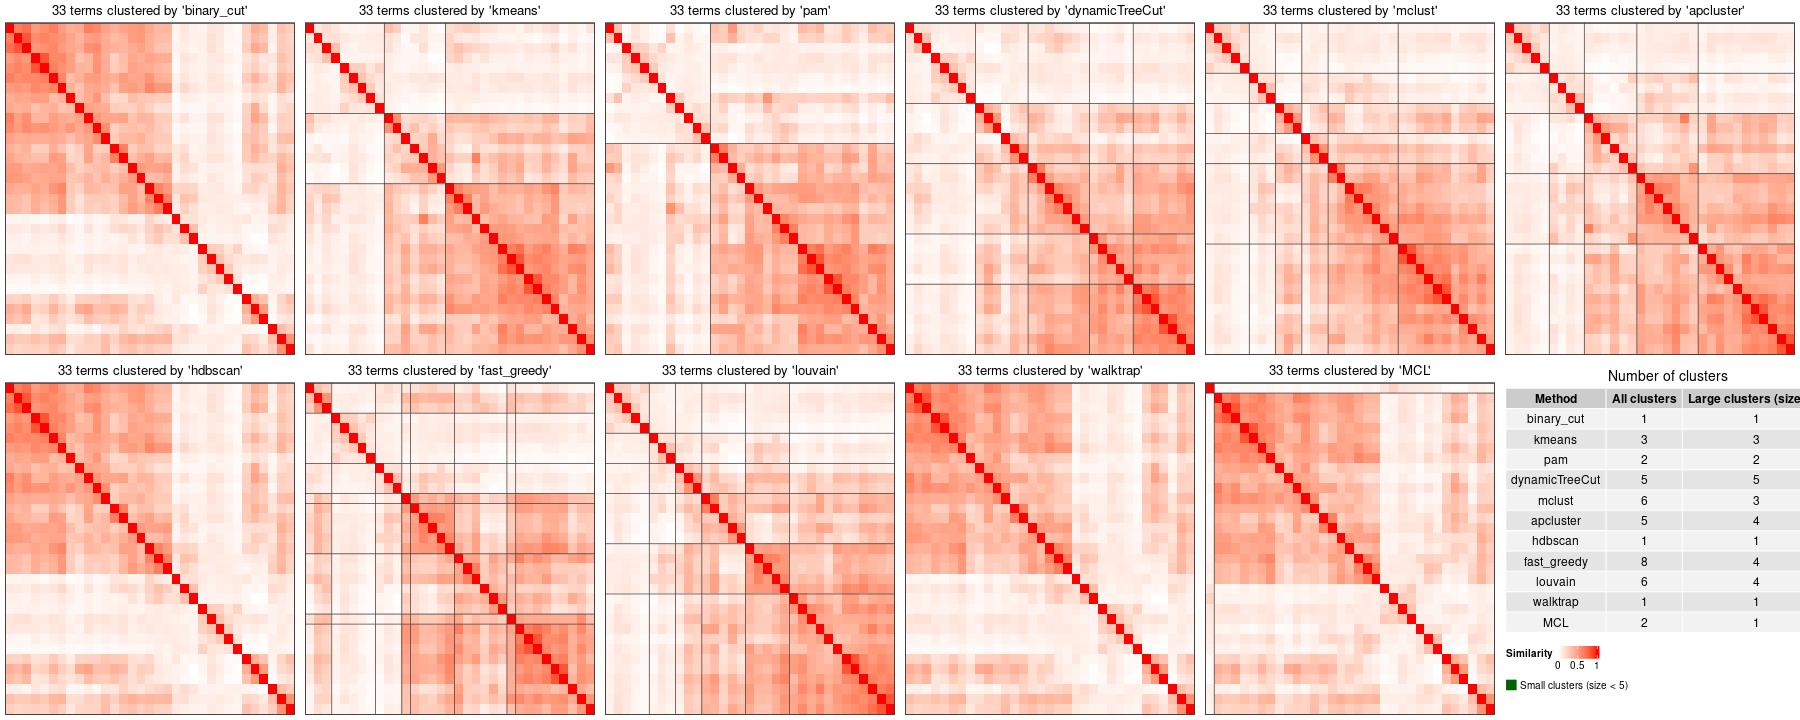 33 terms clustered by 'binary_cut'
33 terms clustered by 'kmeans'
33 terms clustered by 'pam'
33 terms clustered by 'dynamicTreeCut'
33 terms clustered by 'mclust'
33 terms clustered by 'apcluster'
33 terms clustered by 'hdbscan'
33 terms clustered by 'fast_greedy'
33 terms clustered by 'louvain'
33 terms clustered by 'walktrap'
33 terms clustered by 'MCL'
Number of clusters
Method All clusters Large clusters (size
binary_cut 1 1
kmeans 3 3
pam 2 2
dynamicTreeCut 5 5
mclust 6 3
apcluster 5 4
hdbscan 1 1
fast_greedy 8 4
louvain 6 4
walktrap 1 1
MCL 2 1
Similarity
0 0.5 1
Small clusters (size < 5)